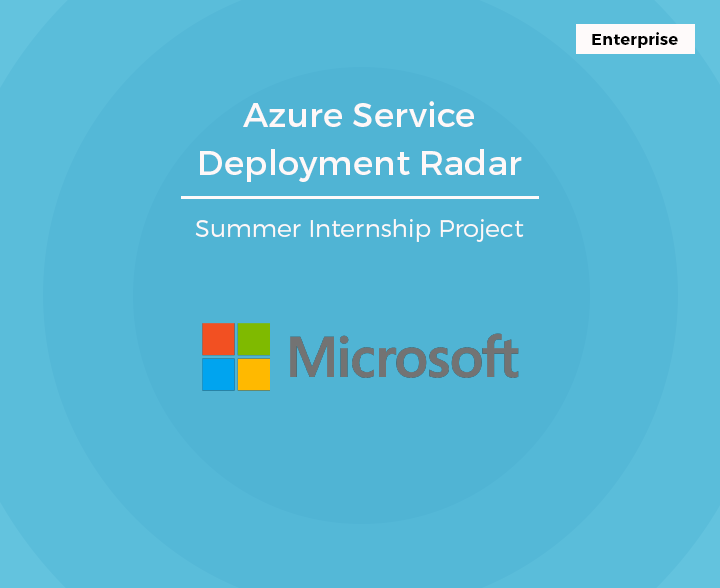 Enterprise
Azure Service
Deployment Radar
Summer Internship Project
Microsoft